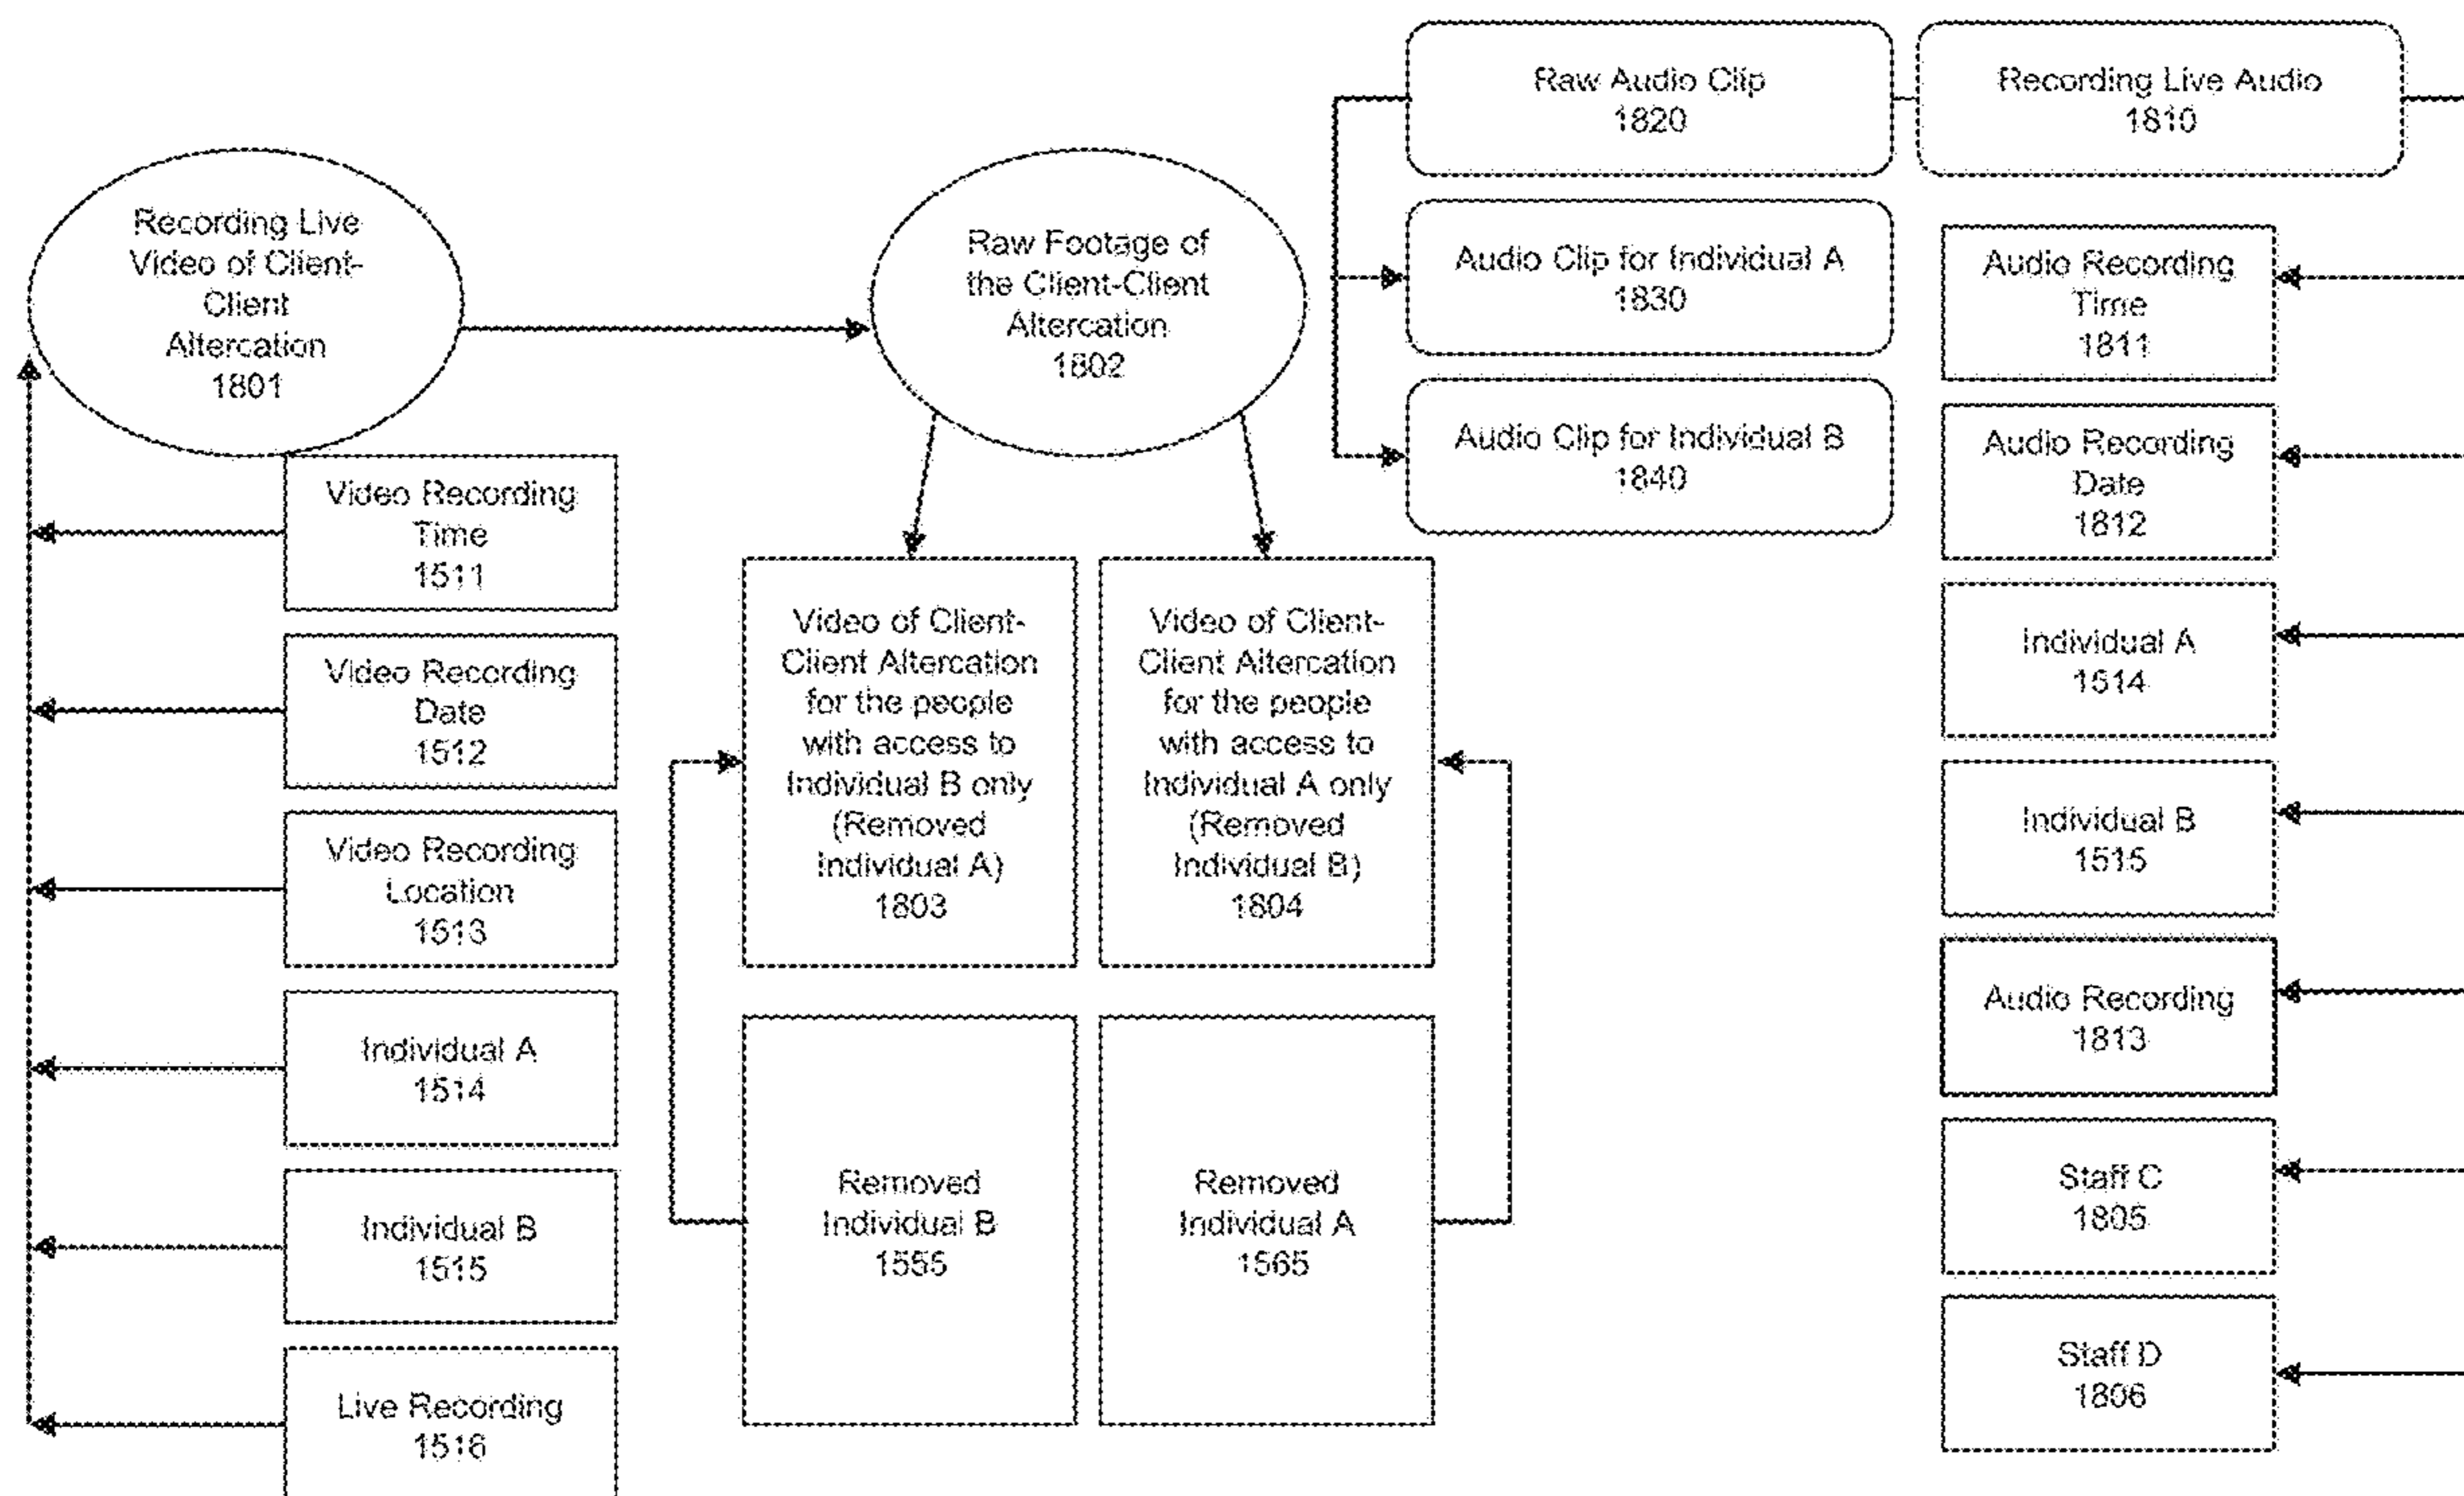 Recording Live
Video of Client-
Client
Altercation
1801
Video Recording
Time
1511
Video Recording
Date
1512
Video Recording
Location
1513
Individual A
1514
Individual B
1515
Live Recording
1516
Raw Footage of
the Client-Client
Altercation
1802
Video of Client-
Client Altercation
for the people
with access to
Individual B only
(Removed
Individual A)
1803
Video of Client-
Client Altercation
for the people
with access to
Individual A only
(Removed
Individual B)
1804
Removed
Individual B
1555
Removed
Individual A
1565
Raw Audio Clip
1820
Audio Clip for Individual A
1830
Audio Clip for Individual B
1840
Recording Live Audio
1810
Audio Recording
Time
1811
Audio Recording
Date
1812
Individual A
1514
Individual B
1515
Audio Recording
1813
Staff C
1805
Staff D
1806